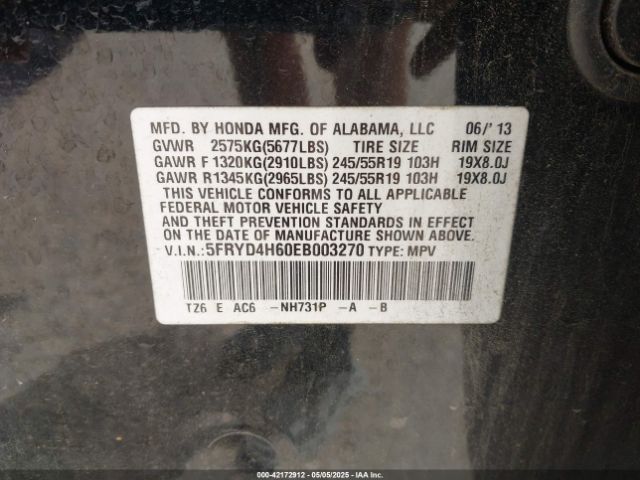 MFD. BY HONDA MFG. OF ALABAMA, LLC 06/'13
GVWR 2575KG(5677LBS) TIRE SIZE RIM SIZE
GAWR F 1320KG(2910LBS) 245/55R19 103H 19X8.0J
GAWR R1345KG(2965LBS) 245/55R19 103H 19X8.0J
THIS VEHICLE CONFORMS TO ALL APPLICABLE
FEDERAL MOTOR VEHICLE SAFETY
AND THEFT PREVENTION STANDARDS IN EFFECT
ON THE DATE OF MANUFACTURE SHOWN ABOVE.
V.I.N.:5FRYD4H60EB003270 TYPE: MPV
TZ6 E AC6 -NH731P -A -B
000-42172912 - 05/05/2025 - IAA, Inc.